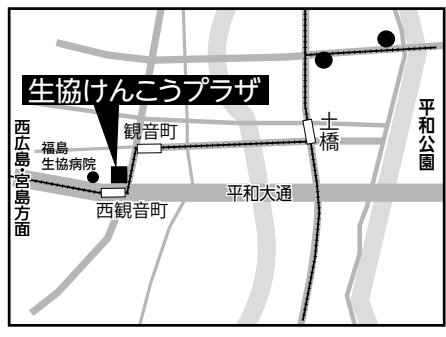 生協けんこうプラザ
観音町
土橋
平和公園
福島
生協病院
西広島・宮島方面
西観音町
平和大通